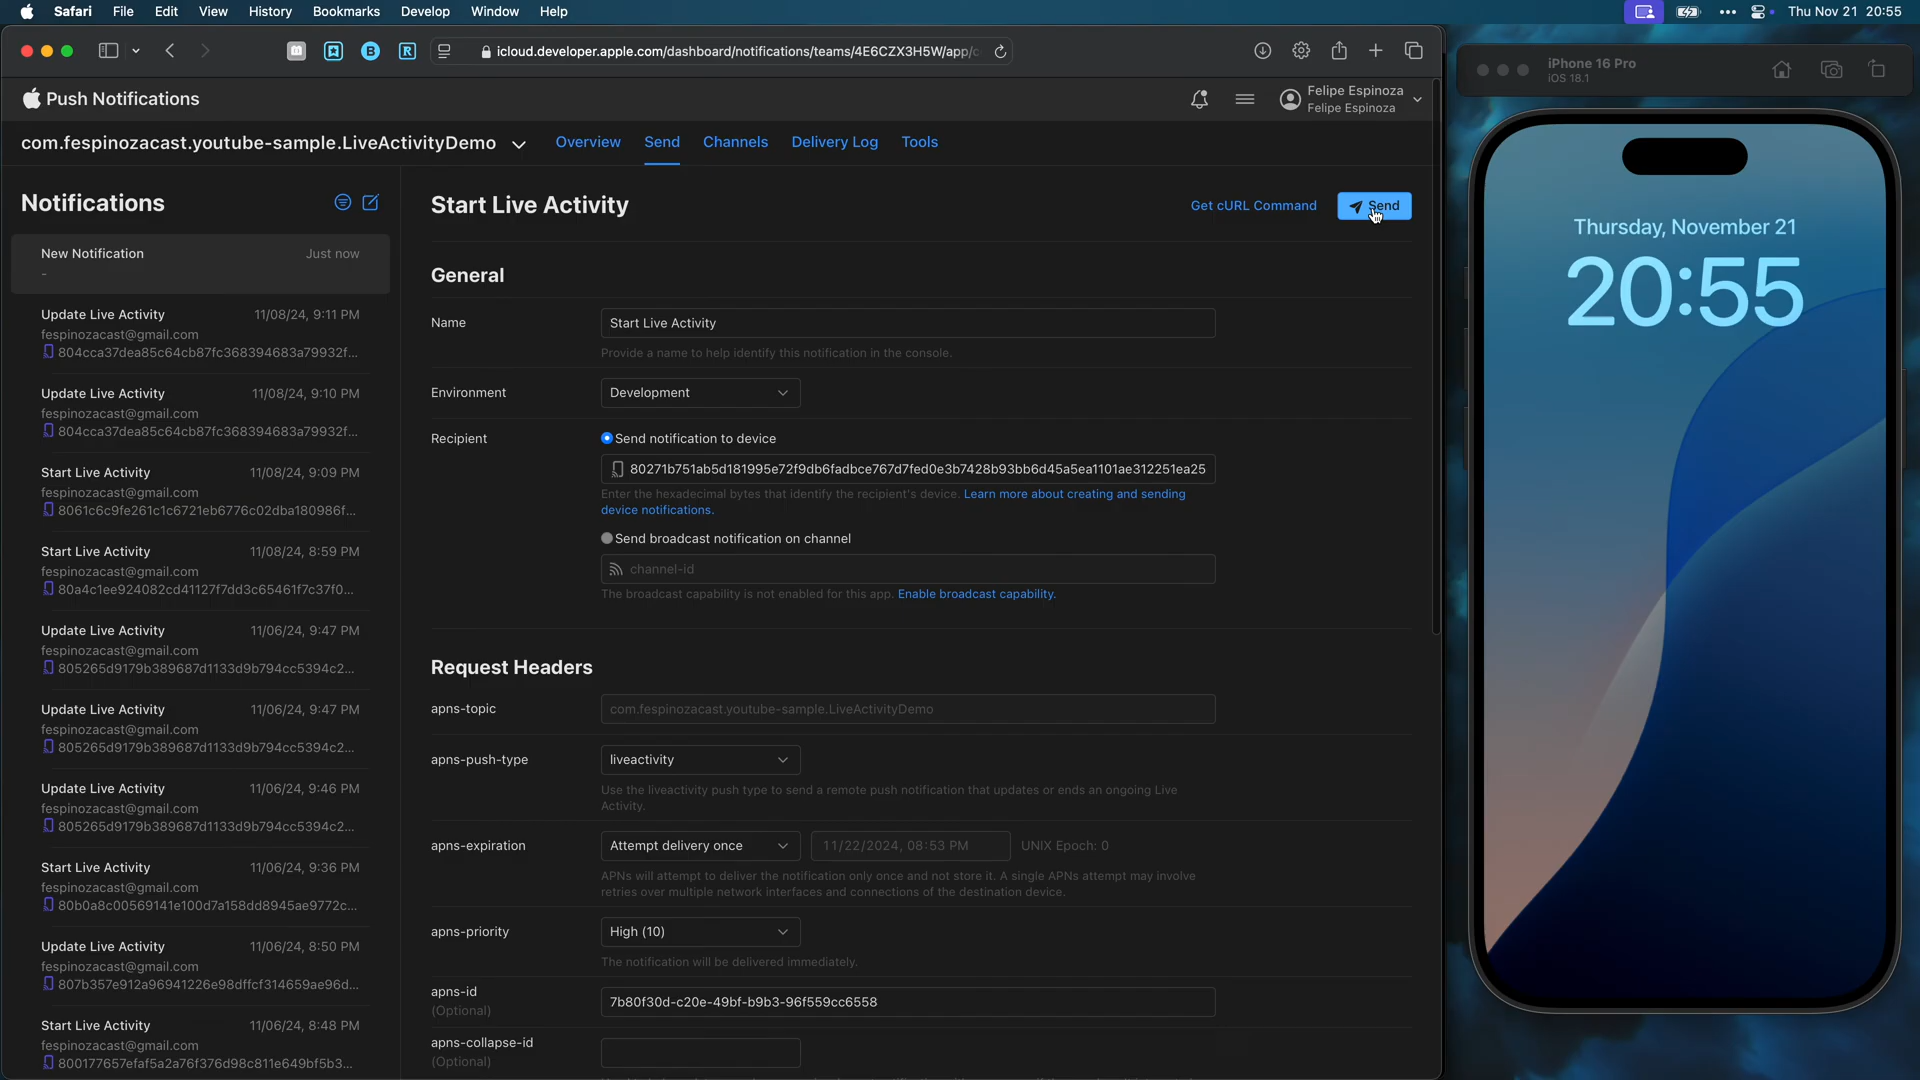 Safari File Edit View History Bookmarks Develop Window Help Thu Nov 21 20:55
icloud.developer.apple.com/dashboard/notifications/teams/4E6CZX3H5W/app/c
iPhone 16 Pro
iOS 18.1
Push Notifications
Felipe Espinoza
Felipe Espinoza
com.fespinozacast.youtube-sample.LiveActivityDemo Overview Send Channels Delivery Log Tools
Notifications
New Notification Just now
-
Update Live Activity 11/08/24, 9:11 PM
fespinozacast@gmail.com
804cca37dea85c64cb87fc368394683a79932f...
Update Live Activity 11/08/24, 9:10 PM
fespinozacast@gmail.com
804cca37dea85c64cb87fc368394683a79932f...
Start Live Activity 11/08/24, 9:09 PM
fespinozacast@gmail.com
8061c6c9fe261c1c6721eb6776c02dba180986f...
Start Live Activity 11/08/24, 8:59 PM
fespinozacast@gmail.com
80a4c1ee924082cd41127f7dd3c65461f7c37f0...
Update Live Activity 11/06/24, 9:47 PM
fespinozacast@gmail.com
805265d9179b389687d1133d9b794cc5394c2...
Update Live Activity 11/06/24, 9:47 PM
fespinozacast@gmail.com
805265d9179b389687d1133d9b794cc5394c2...
Update Live Activity 11/06/24, 9:46 PM
fespinozacast@gmail.com
805265d9179b389687d1133d9b794cc5394c2...
Start Live Activity 11/06/24, 9:36 PM
fespinozacast@gmail.com
80b0a8c00569141e100d7a158dd8945ae9772c...
Update Live Activity 11/06/24, 8:50 PM
fespinozacast@gmail.com
807b357e912a96941226e98dffcf314659ae96d...
Start Live Activity 11/06/24, 8:48 PM
fespinozacast@gmail.com
800177657efaf5a2a76f376d98c811e649bf5b3...
Start Live Activity Get cURL Command Send
General
Name Start Live Activity
Provide a name to help identify this notification in the console.
Environment Development
Recipient Send notification to device
80271b751ab5d181995e72f9db6fadbce767d7fed0e3b7428b93bb6d45a5ea1101ae312251ea25
Enter the hexadecimal bytes that identify the recipient's device. Learn more about creating and sending
device notifications.
Send broadcast notification on channel
channel-id
The broadcast capability is not enabled for this app. Enable broadcast capability.
Request Headers
apns-topic com.fespinozacast.youtube-sample.LiveActivityDemo
apns-push-type liveactivity
Use the liveactivity push type to send a remote push notification that updates or ends an ongoing Live
Activity.
apns-expiration Attempt delivery once 11/22/2024, 08:53 PM UNIX Epoch: 0
APNs will attempt to deliver the notification only once and not store it. A single APNs attempt may involve
retries over multiple network interfaces and connections of the destination device.
apns-priority High (10)
The notification will be delivered immediately.
apns-id 7b80f30d-c20e-49bf-b9b3-96f559cc6558
(Optional)
apns-collapse-id
(Optional)
Thursday, November 21
20:55